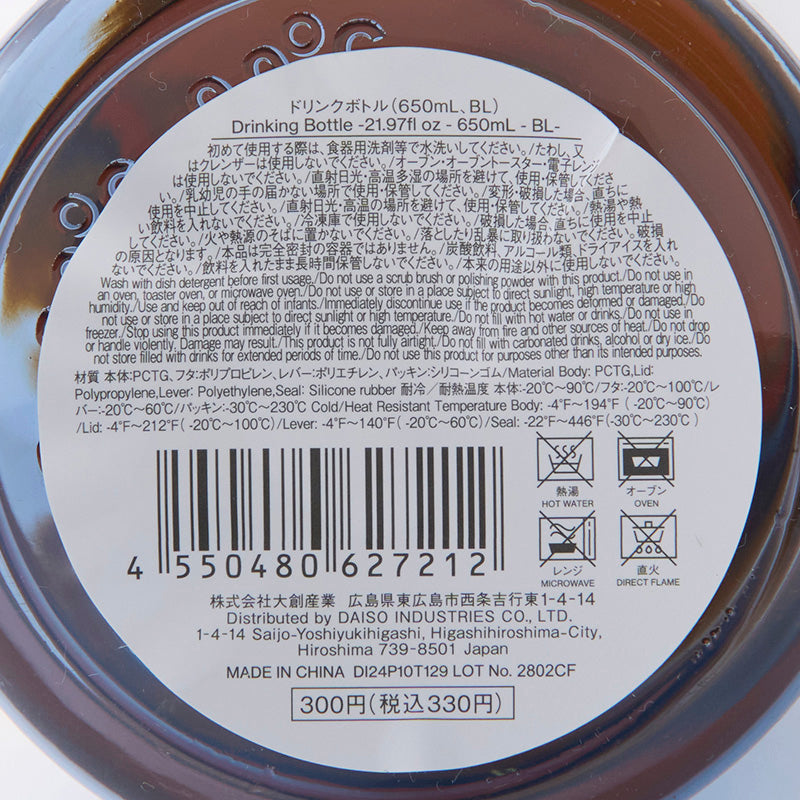 ドリンクボトル(650mL、BL)
Drinking Bottle -21.97fl oz - 650mL - BL-
初めて使用する際は、食器用洗剤等で水洗いしてください。/たわし、又
はクレンザーは使用しないでください。/オーブン・オーブントースター・電子レンジ
は使用しないでください。/直射日光・高温多湿の場所を避けて、使用・保管してくださ
い。/乳幼児の手の届かない場所で使用・保管してください。/変形・破損した場合、直ちに
使用を中止してください。/直射日光・高温の場所を避けて、使用・保管してください。/熱湯や熱
い飲料を入れないでください。/冷凍庫で使用しないでください。/破損した場合、直ちに使用を中止
してください。/火や熱源のそばに置かないでください。/落としたり乱暴に取り扱わないでください。破損
の原因となります。/本品は完全密封の容器ではありません。/炭酸飲料、アルコール類、ドライアイスを入れ
ないでください。/飲料を入れたまま長時間保管しないでください。/本来の用途以外に使用しないでください。
Wash with dish detergent before first usage./Do not use a scrub brush or polishing powder with this product./Do not use in
an oven, toaster oven, or microwave oven./Do not use or store in a place subject to direct sunlight, high temperature or high
humidity./Use and keep out of reach of infants./Immediately discontinue use if the product becomes deformed or damaged./Do
not use or store in a place subject to direct sunlight or high temperature./Do not fill with hot water or drinks./Do not use in
freezer./Stop using this product immediately if it becomes damaged./Keep away from fire and other sources of heat./Do not drop
or handle violently. Damage may result./This product is not fully airtight./Do not fill with carbonated drinks, alcohol or dry ice./Do
not store filled with drinks for extended periods of time./Do not use this product for purposes other than its intended purposes.
材質 本体:PCTG、フタ:ポリプロピレン、レバー:ポリエチレン、パッキン:シリコーンゴム/Material Body: PCTG,Lid:
Polypropylene,Lever: Polyethylene,Seal: Silicone rubber 耐冷/耐熱温度 本体:-20℃~90℃/フタ:-20℃~100℃/レ
バー:-20℃~60℃/パッキン:-30℃~230℃ Cold/Heat Resistant Temperature Body: -4°F~194°F ( -20℃~90℃)
/Lid: -4°F~212°F( -20℃~100℃)/Lever: -4°F~140°F( -20℃~60℃)/Seal: -22°F~446°F(-30℃~230℃ )
熱湯
HOT WATER
オーブン
OVEN
レンジ
MICROWAVE
直火
DIRECT FLAME
4 550480 627212
株式会社大創産業 広島県東広島市西条吉行東1-4-14
Distributed by DAISO INDUSTRIES CO., LTD.
1-4-14 Saijo-Yoshiyukihigashi, Higashihiroshima-City,
Hiroshima 739-8501 Japan
MADE IN CHINA DI24P10T129 LOT No. 2802CF
300円(税込330円)